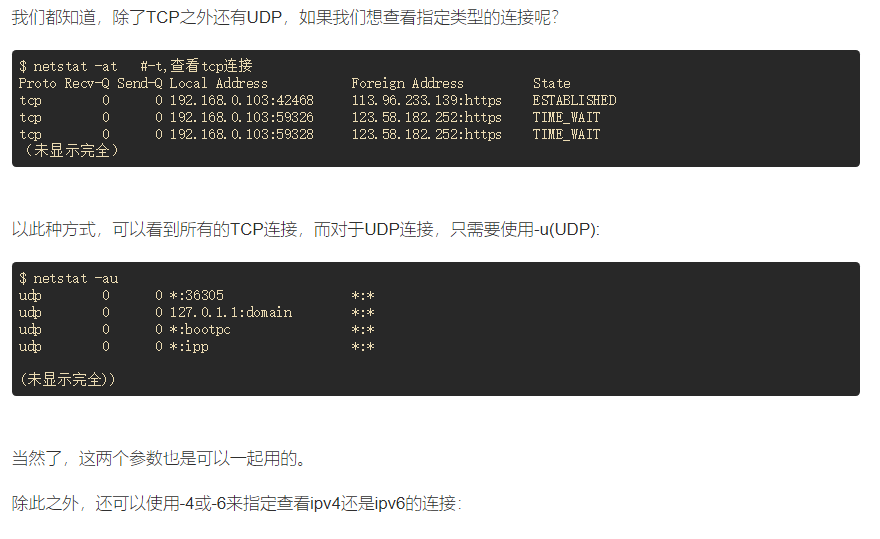 我们都知道，除了TCP之外还有UDP，如果我们想查看指定类型的连接呢？
$ netstat -at   #-t,查看tcp连接
Proto Recv-Q Send-Q Local Address           Foreign Address         State
tcp        0      0 192.168.0.103:42468     113.96.233.139:https    ESTABLISHED
tcp        0      0 192.168.0.103:59326     123.58.182.252:https    TIME_WAIT
tcp        0      0 192.168.0.103:59328     123.58.182.252:https    TIME_WAIT
（未显示完全）
以此种方式，可以看到所有的TCP连接，而对于UDP连接，只需要使用-u(UDP):
$ netstat -au
udp        0      0 *:36305                 *:*
udp        0      0 127.0.1.1:domain        *:*
udp        0      0 *:bootpc                *:*
udp        0      0 *:ipp                   *:*
(未显示完全))
当然了，这两个参数也是可以一起用的。
除此之外，还可以使用-4或-6来指定查看ipv4还是ipv6的连接：